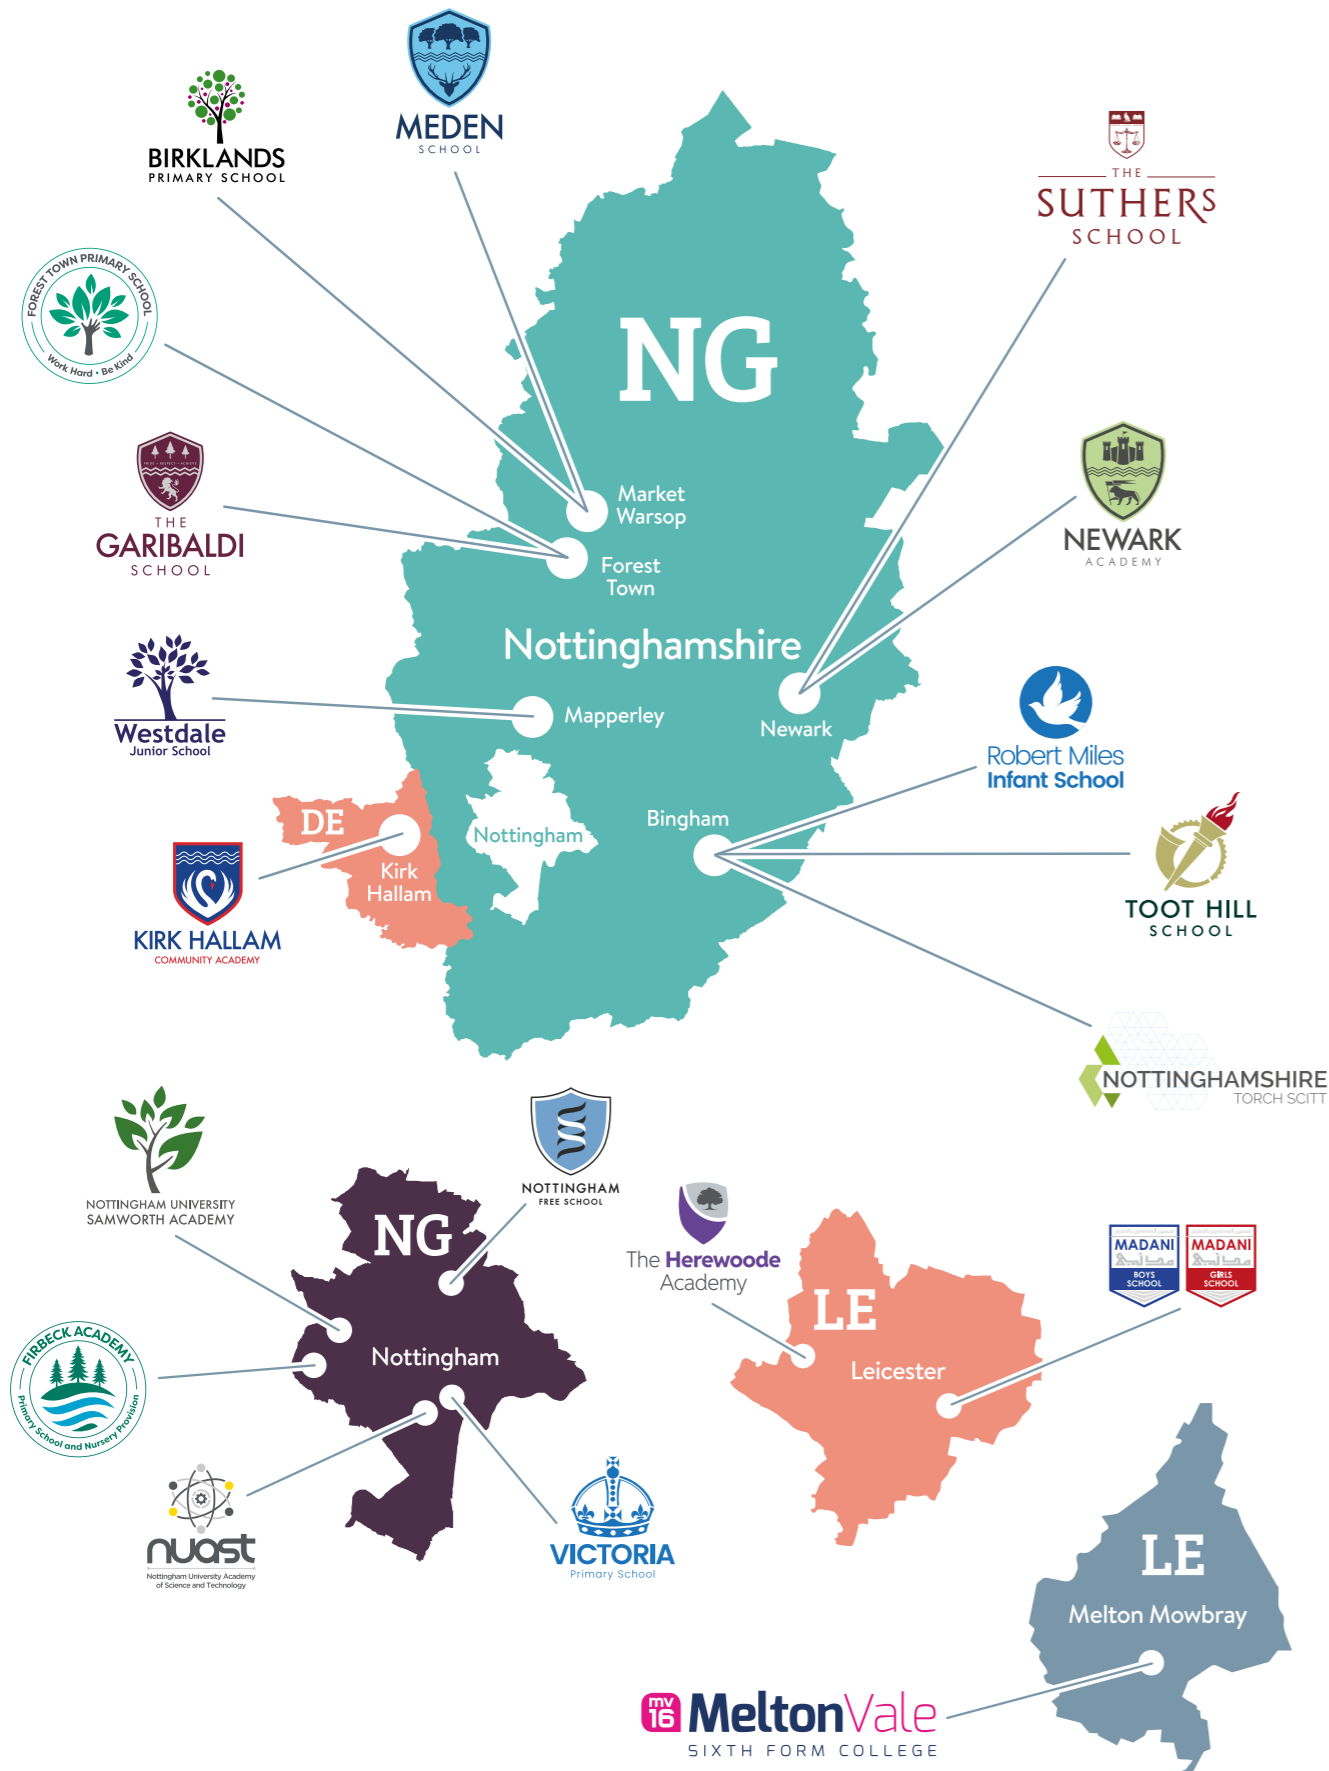 MEDEN
SCHOOL
BIRKLANDS
PRIMARY SCHOOL
THE
SUTHERS
SCHOOL
FOREST TOWN PRIMARY SCHOOL
Work Hard • Be Kind
NG
PRIDE • RESPECT • ACHIEVE
THE
GARIBALDI
SCHOOL
NEWARK
ACADEMY
Market
Warsop
Forest
Town
Nottinghamshire
Westdale
Junior School
Mapperley
Newark
Robert Miles
Infant School
DE
Kirk
Hallam
Nottingham
Bingham
KIRK HALLAM
COMMUNITY ACADEMY
TOOT HILL
SCHOOL
NOTTINGHAMSHIRE
TORCH SCITT
NOTTINGHAM UNIVERSITY
SAMWORTH ACADEMY
NOTTINGHAM
FREE SCHOOL
NG
Nottingham
The Herewoode
Academy
LE
Leicester
MADANI
BOYS
SCHOOL
MADANI
GIRLS
SCHOOL
FIRBECK ACADEMY
Primary School and Nursery Provision
nuast
Nottingham University Academy
of Science and Technology
VICTORIA
Primary School
LE
Melton Mowbray
mv
16
MeltonVale
SIXTH FORM COLLEGE